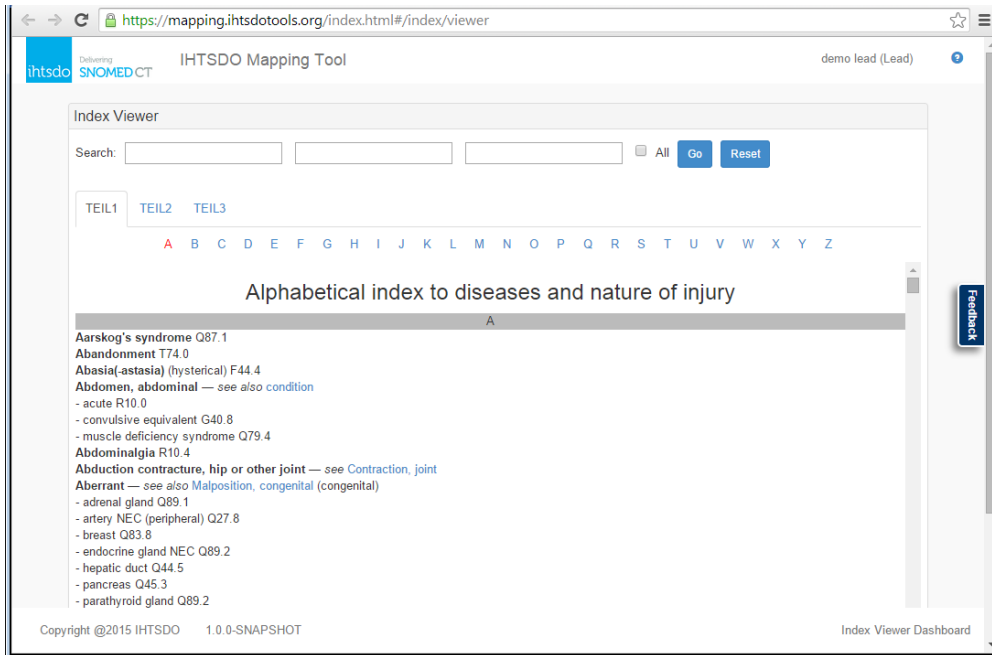 https://mapping.ihtsdotools.org/index.html#/index/viewer
ihtsdo Delivering SNOMED CT IHTSDO Mapping Tool demo lead (Lead) ?
Index Viewer
Search: All Go Reset
TEIL1 TEIL2 TEIL3
A B C D E F G H I J K L M N O P Q R S T U V W X Y Z
Alphabetical index to diseases and nature of injury
A
Aarskog's syndrome Q87.1
Abandonment T74.0
Abasia(-astasia) (hysterical) F44.4
Abdomen, abdominal — see also condition
- acute R10.0
- convulsive equivalent G40.8
- muscle deficiency syndrome Q79.4
Abdominalgia R10.4
Abduction contracture, hip or other joint — see Contraction, joint
Aberrant — see also Malposition, congenital (congenital)
- adrenal gland Q89.1
- artery NEC (peripheral) Q27.8
- breast Q83.8
- endocrine gland NEC Q89.2
- hepatic duct Q44.5
- pancreas Q45.3
- parathyroid gland Q89.2
Feedback
Copyright @2015 IHTSDO 1.0.0-SNAPSHOT Index Viewer Dashboard